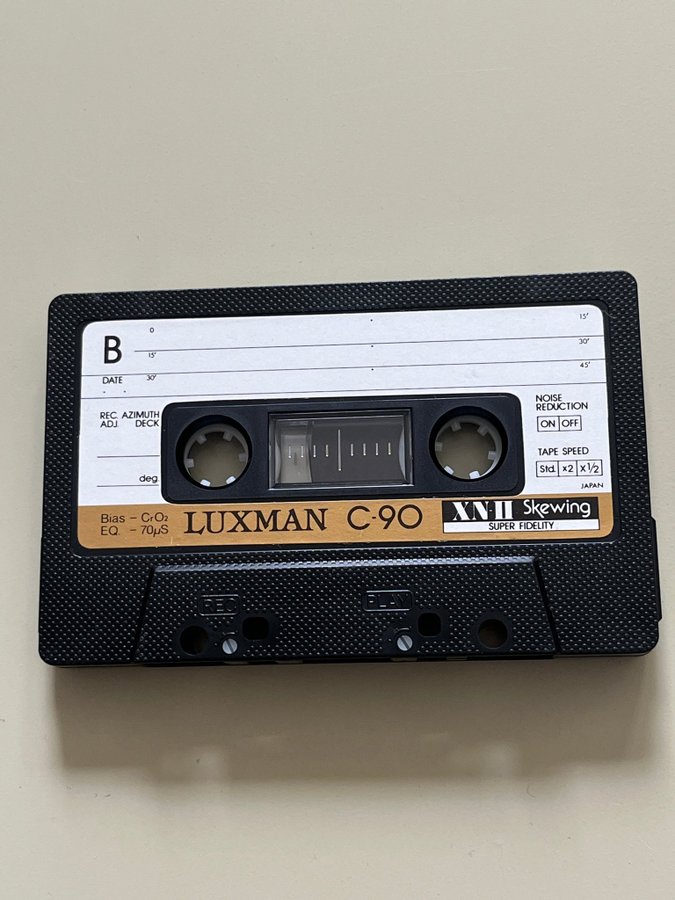 B
0
15'
15'
30'
DATE
30'
45'
REC. AZIMUTH
ADJ. DECK
deg.
NOISE
REDUCTION
ON OFF
TAPE SPEED
Std. x2 x1/2
JAPAN
Bias - CrO₂
EQ. - 70μS
LUXMAN C-90
XN-II Skewing
SUPER FIDELITY
REC
PLAY